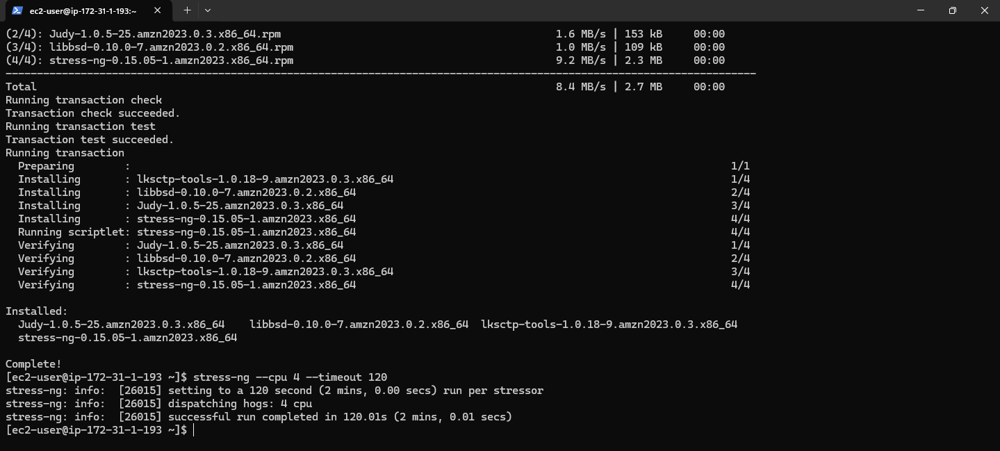 ec2-user@ip-172-31-1-193:~
(2/4): Judy-1.0.5-25.amzn2023.0.3.x86_64.rpm 1.6 MB/s | 153 kB 00:00
(3/4): libbsd-0.10.0-7.amzn2023.0.2.x86_64.rpm 1.0 MB/s | 109 kB 00:00
(4/4): stress-ng-0.15.05-1.amzn2023.x86_64.rpm 9.2 MB/s | 2.3 MB 00:00
--------------------------------------------------------------------------------
Total 8.4 MB/s | 2.7 MB 00:00
Running transaction check
Transaction check succeeded.
Running transaction test
Transaction test succeeded.
Running transaction
  Preparing        : 1/1
  Installing       : lksctp-tools-1.0.18-9.amzn2023.0.3.x86_64 1/4
  Installing       : libbsd-0.10.0-7.amzn2023.0.2.x86_64 2/4
  Installing       : Judy-1.0.5-25.amzn2023.0.3.x86_64 3/4
  Installing       : stress-ng-0.15.05-1.amzn2023.x86_64 4/4
  Running scriptlet: stress-ng-0.15.05-1.amzn2023.x86_64 4/4
  Verifying        : Judy-1.0.5-25.amzn2023.0.3.x86_64 1/4
  Verifying        : libbsd-0.10.0-7.amzn2023.0.2.x86_64 2/4
  Verifying        : lksctp-tools-1.0.18-9.amzn2023.0.3.x86_64 3/4
  Verifying        : stress-ng-0.15.05-1.amzn2023.x86_64 4/4
Installed:
  Judy-1.0.5-25.amzn2023.0.3.x86_64    libbsd-0.10.0-7.amzn2023.0.2.x86_64  lksctp-tools-1.0.18-9.amzn2023.0.3.x86_64
  stress-ng-0.15.05-1.amzn2023.x86_64
Complete!
[ec2-user@ip-172-31-1-193 ~]$ stress-ng --cpu 4 --timeout 120
stress-ng: info:  [26015] setting to a 120 second (2 mins, 0.00 secs) run per stressor
stress-ng: info:  [26015] dispatching hogs: 4 cpu
stress-ng: info:  [26015] successful run completed in 120.01s (2 mins, 0.01 secs)
[ec2-user@ip-172-31-1-193 ~]$